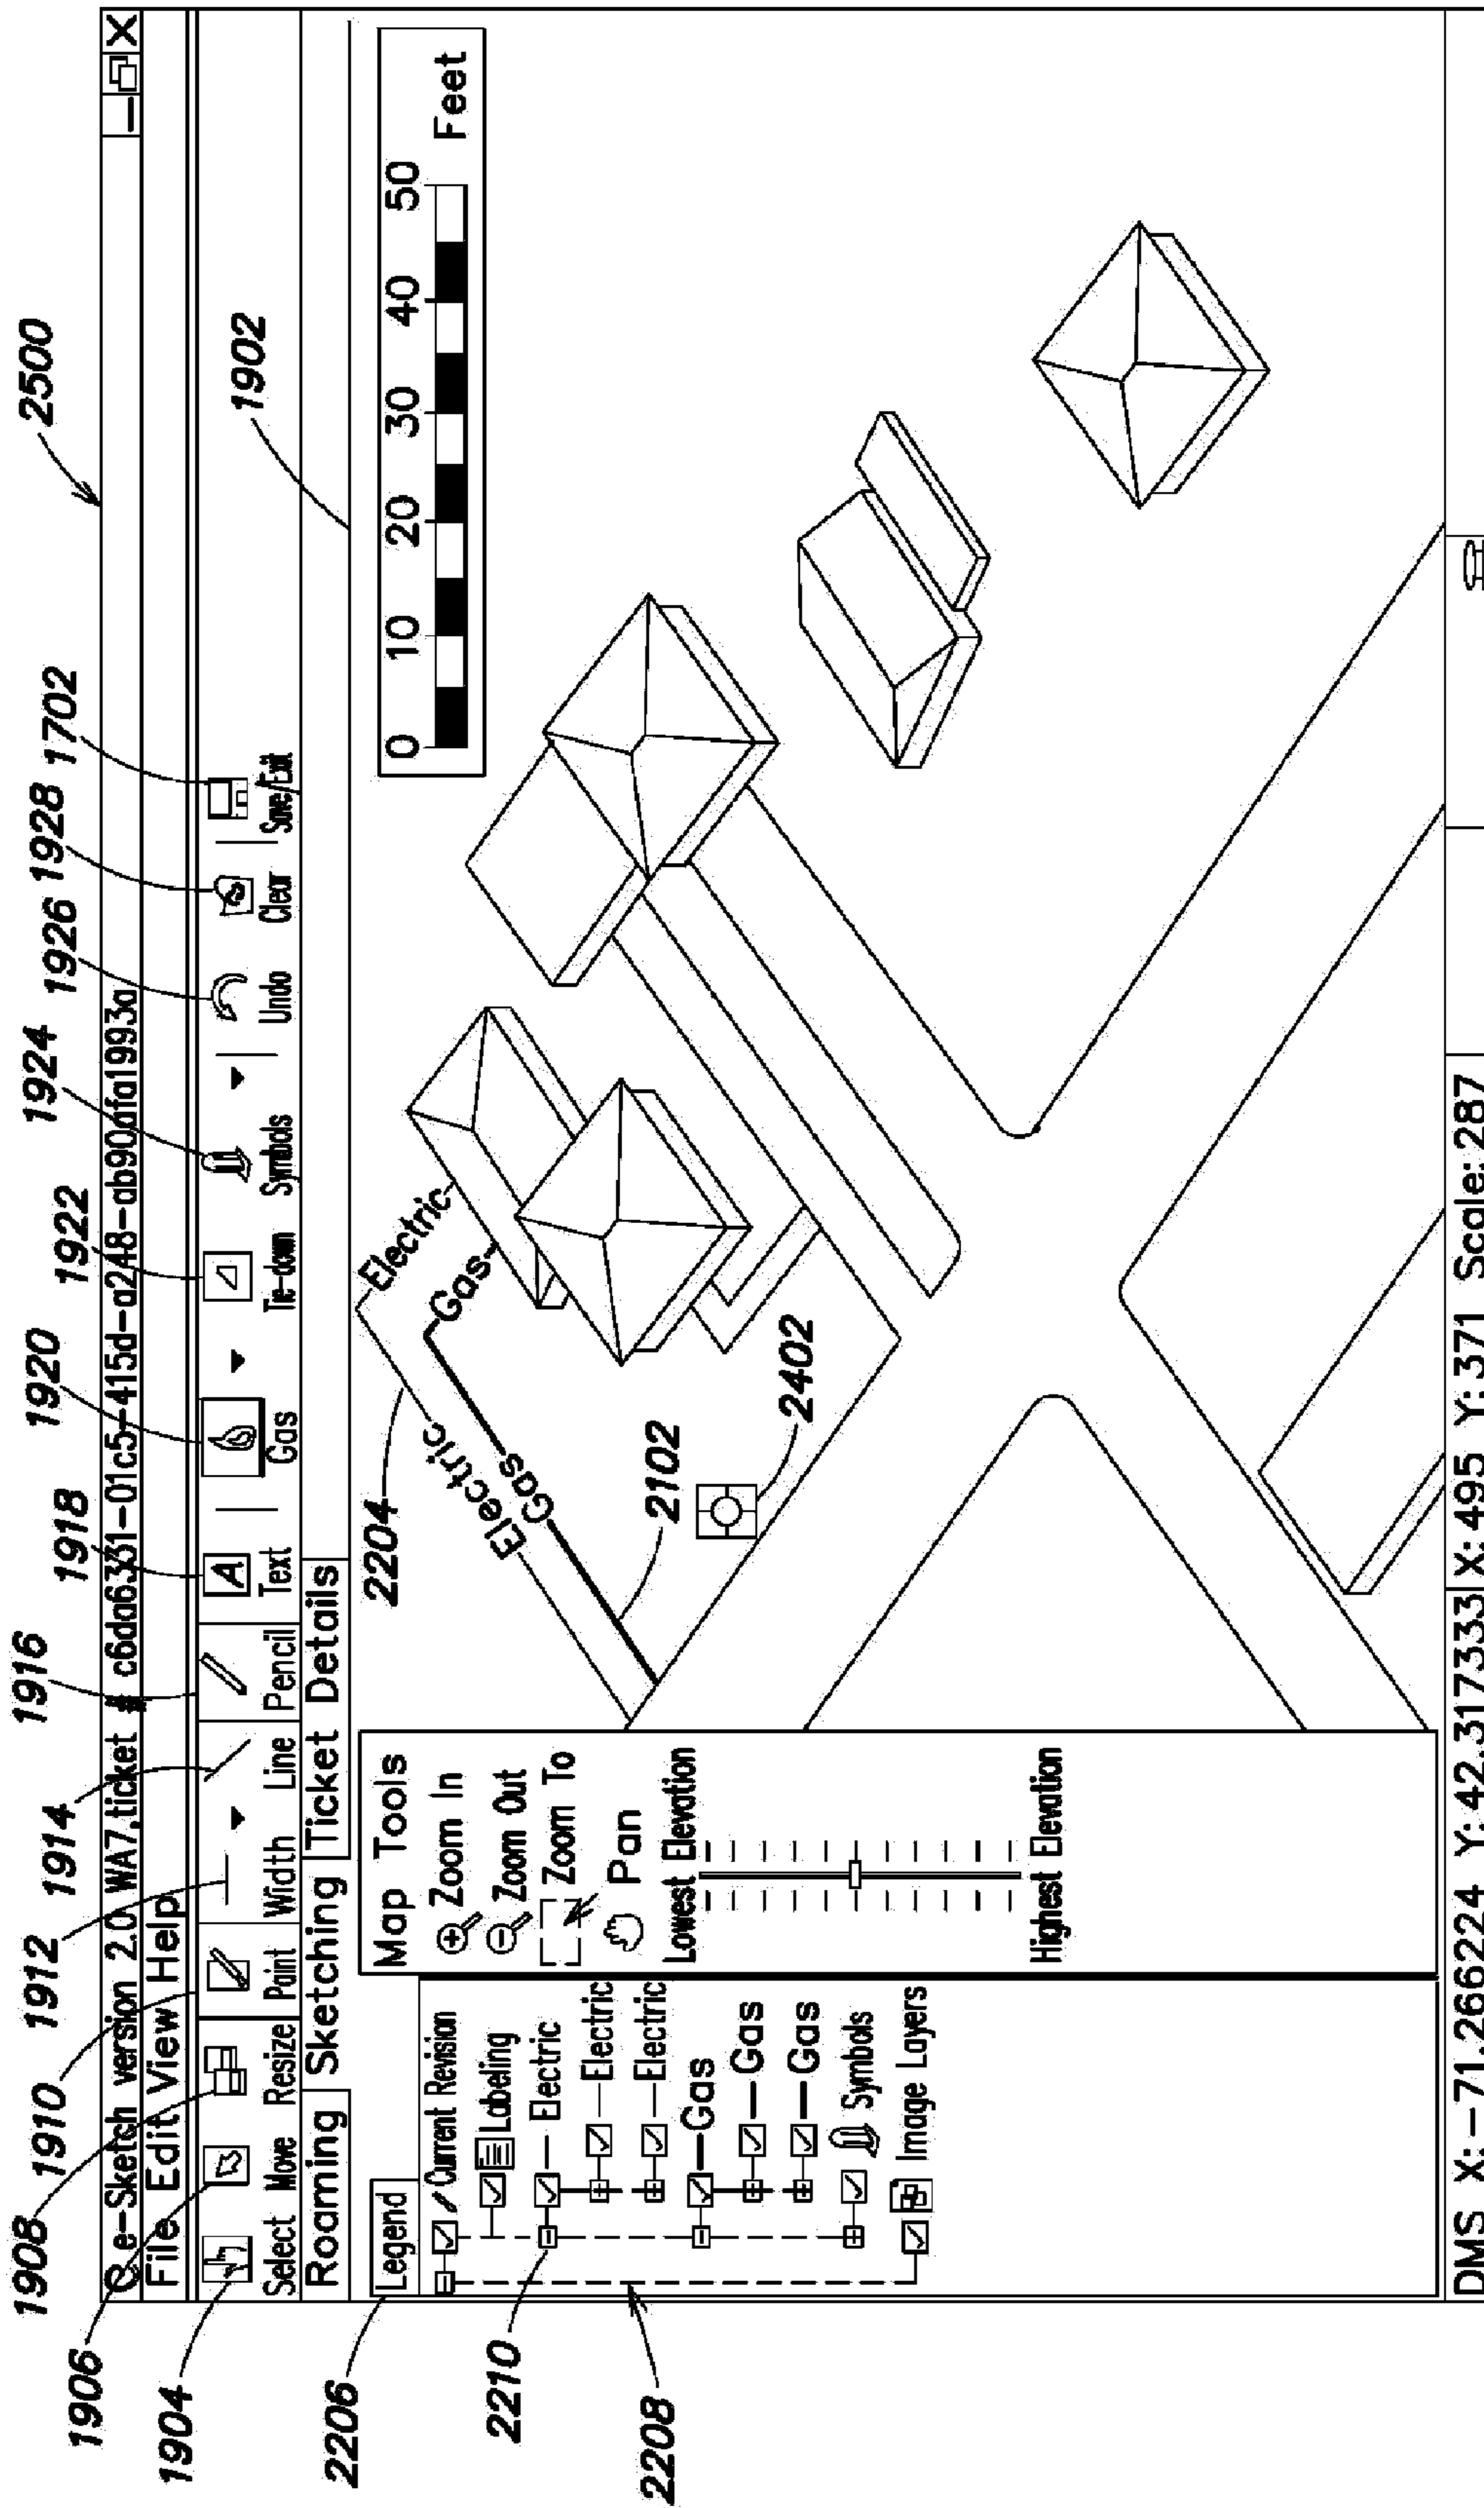 2500
1916 1920 1924
1914 1918 1922 1926 1928 1702
1912
1910
1908
1906
1904
1902
e-Sketch version 2.0 WA7.ticket # c6da6331-01c5-415d-a248-ab90afa1993a
File Edit View Help
Select Move Resize Paint Width Line Pencil Text Gas Tie-down Symbols Undo Clear Save/Exit
Roaming Sketching Ticket Details
2206
Legend
Current Revision
Labeling
Electric
Electric
Electric
Gas
Gas
Gas
Symbols
Image Layers
2210
2208
Map Tools
Zoom In
Zoom Out
Zoom To
Pan
Lowest Elevation
Highest Elevation
0 10 20 30 40 50
Feet
2204
Electric
Gas
Electric
Gas
2102
2402
DMS X:-71.266224 Y:42.317333 X:495 Y:371 Scale:287